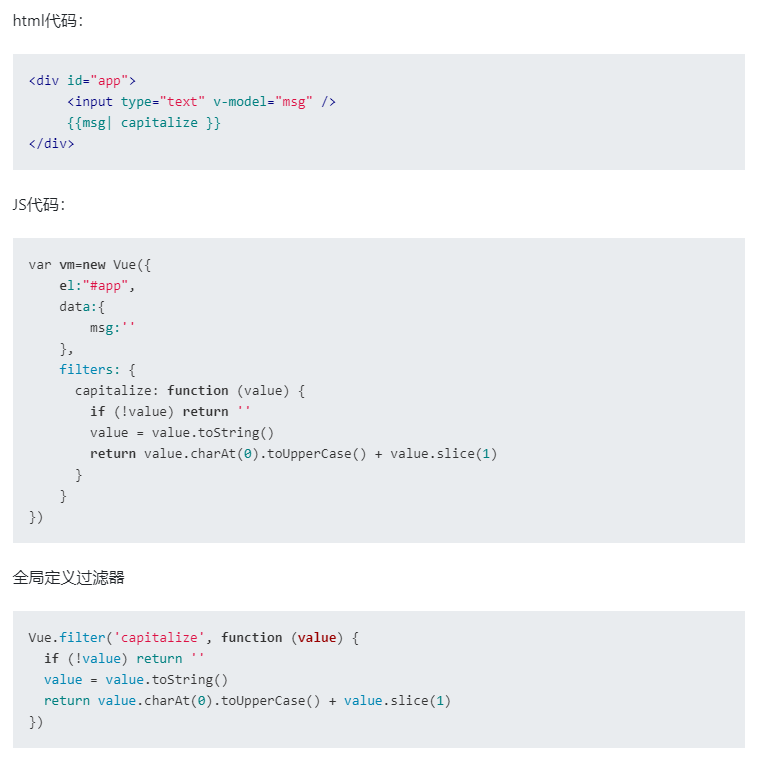 html代码：
<div id="app">
     <input type="text" v-model="msg" />
     {{msg| capitalize }}
</div>
JS代码：
var vm=new Vue({
    el:"#app",
    data:{
        msg:''
    },
    filters: {
      capitalize: function (value) {
        if (!value) return ''
        value = value.toString()
        return value.charAt(0).toUpperCase() + value.slice(1)
      }
    }
})
全局定义过滤器
Vue.filter('capitalize', function (value) {
  if (!value) return ''
  value = value.toString()
  return value.charAt(0).toUpperCase() + value.slice(1)
})